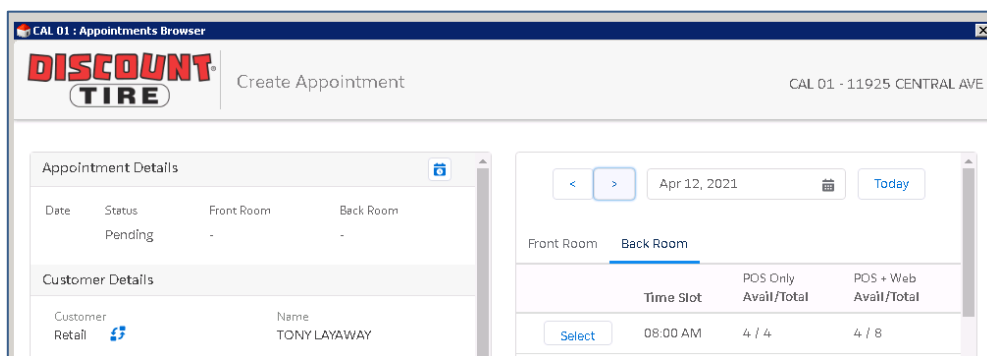 CAL 01 : Appointments Browser
DISCOUNT
TIRE
Create Appointment
CAL 01 - 11925 CENTRAL AVE
Appointment Details
Date Status Front Room Back Room
Pending - -
Customer Details
Customer Name
Retail TONY LAYAWAY
< > Apr 12, 2021 Today
Front Room Back Room
POS Only POS + Web
Time Slot Avail/Total Avail/Total
Select 08:00 AM 4 / 4 4 / 8